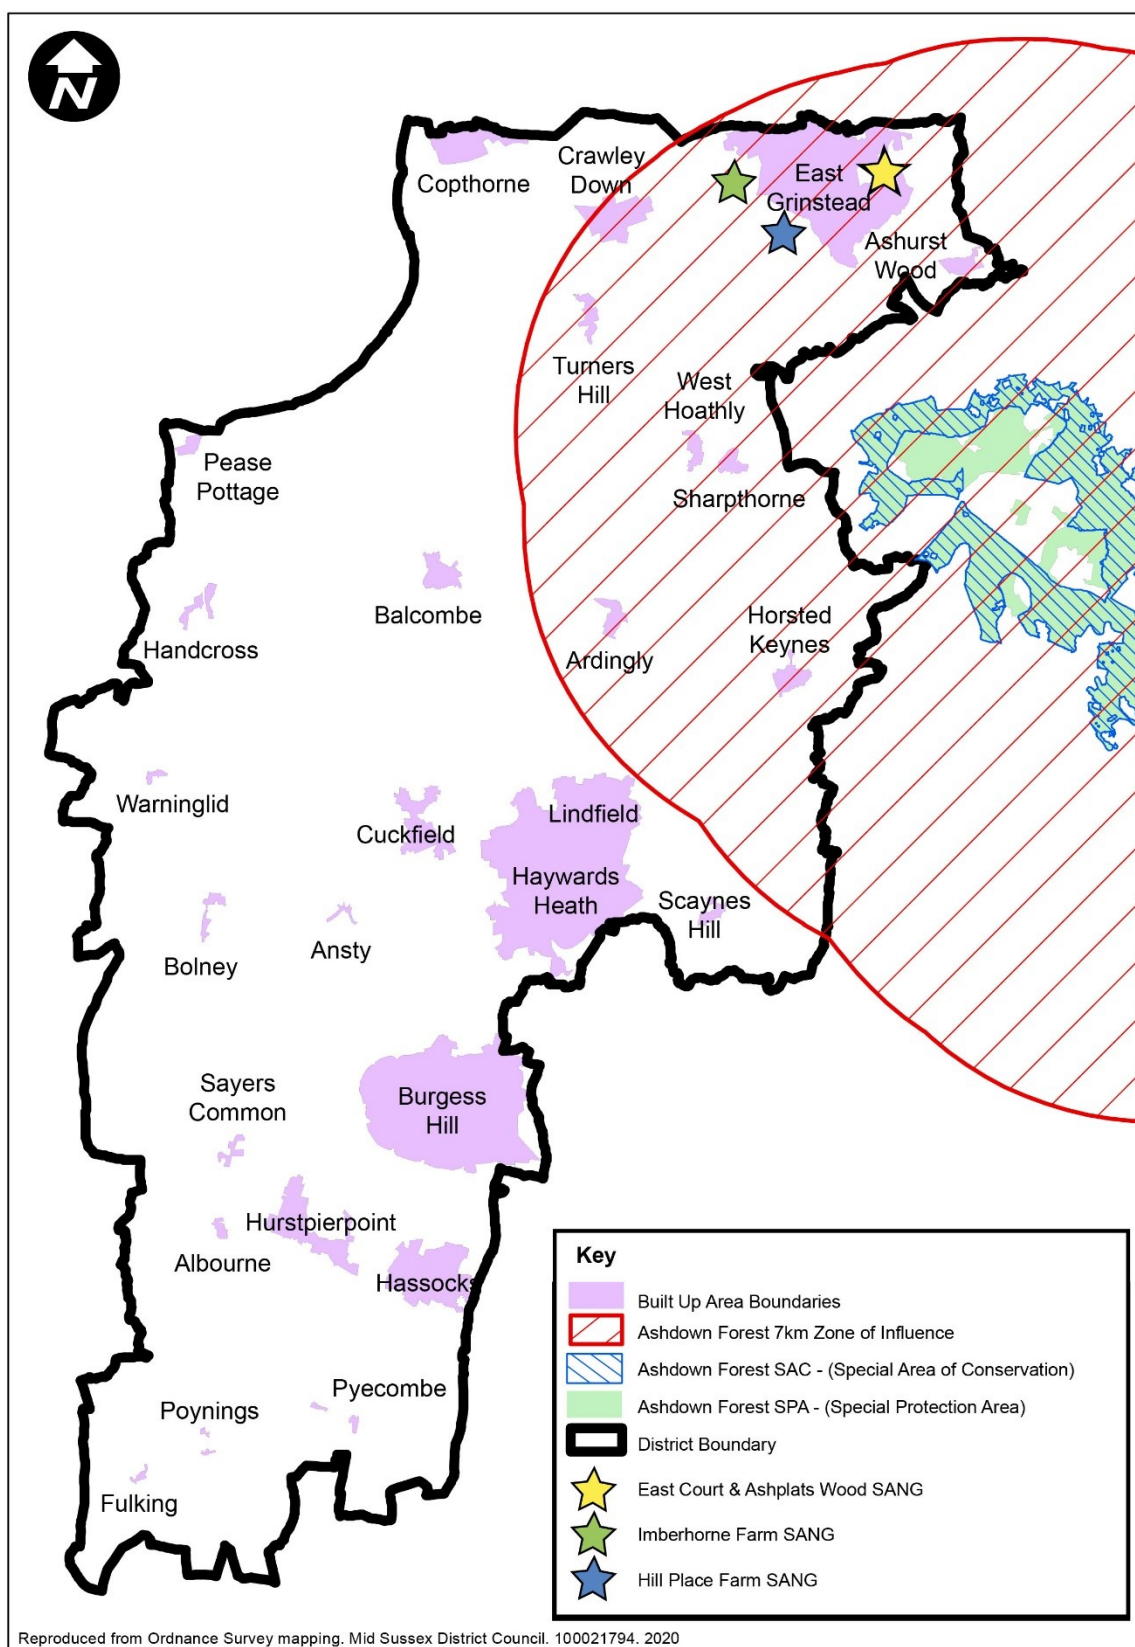 N
Crawley
Down
Copthorne
East
Grinstead
Ashurst
Wood
Turners
Hill
West
Hoathly
Pease
Pottage
Sharpthorne
Balcombe
Handcross
Ardingly
Horsted
Keynes
Warninglid
Cuckfield
Lindfield
Haywards
Heath
Scaynes
Hill
Ansty
Bolney
Sayers
Common
Burgess
Hill
Hurstpierpoint
Albourne
Hassocks
Pyecombe
Poynings
Fulking
Key
Built Up Area Boundaries
Ashdown Forest 7km Zone of Influence
Ashdown Forest SAC - (Special Area of Conservation)
Ashdown Forest SPA - (Special Protection Area)
District Boundary
East Court & Ashplats Wood SANG
Imberhorne Farm SANG
Hill Place Farm SANG
Reproduced from Ordnance Survey mapping. Mid Sussex District Council. 100021794. 2020